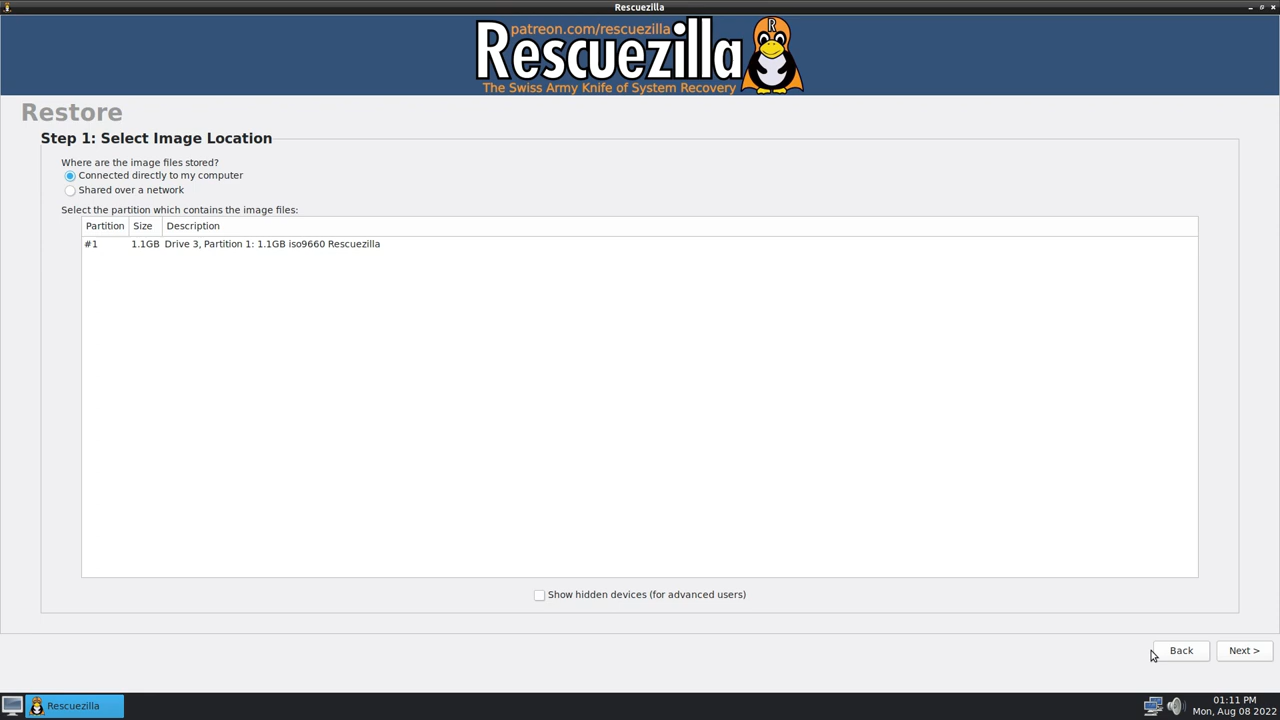 Rescuezilla
patreon.com/rescuezilla
Rescuezilla
R
The Swiss Army Knife of System Recovery
Restore
Step 1: Select Image Location
Where are the image files stored?
Connected directly to my computer
Shared over a network
Select the partition which contains the image files:
Partition Size Description
#1 1.1GB Drive 3, Partition 1: 1.1GB iso9660 Rescuezilla
Show hidden devices (for advanced users)
Back Next >
Rescuezilla
01:11 PM
Mon, Aug 08 2022